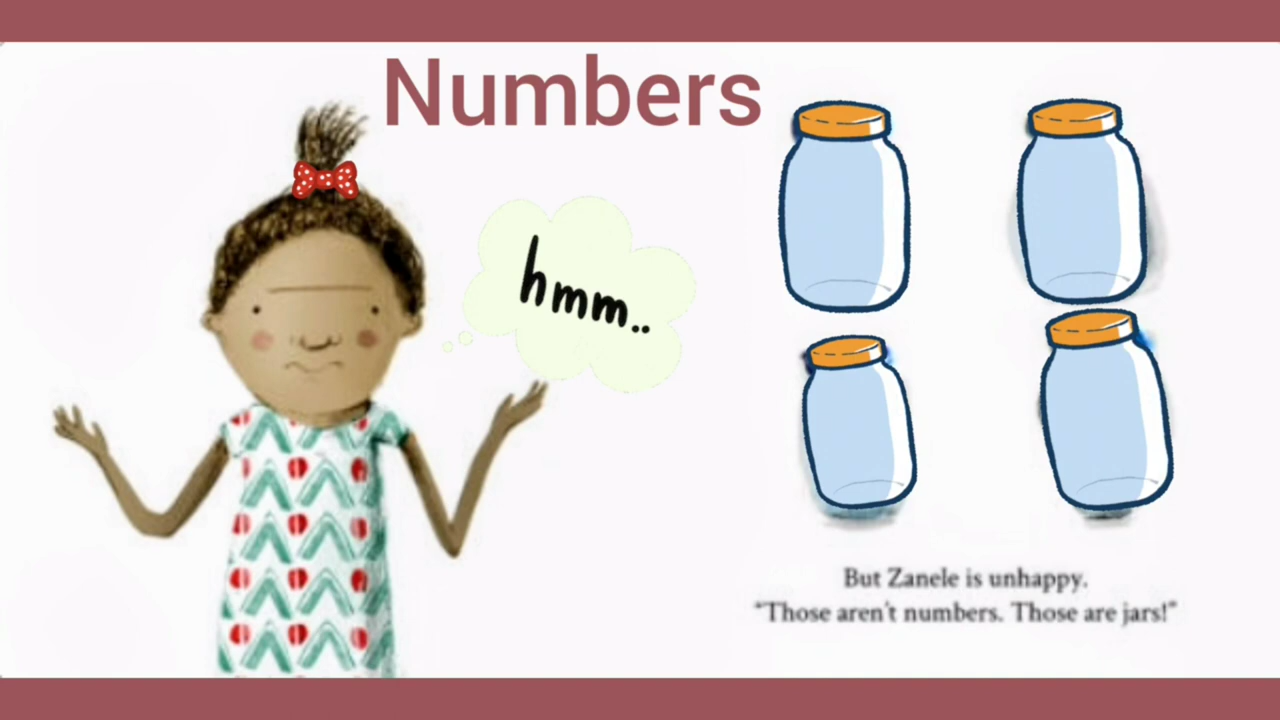 Numbers
hmm..
But Zanele is unhappy.
“Those aren't numbers. Those are jars!”